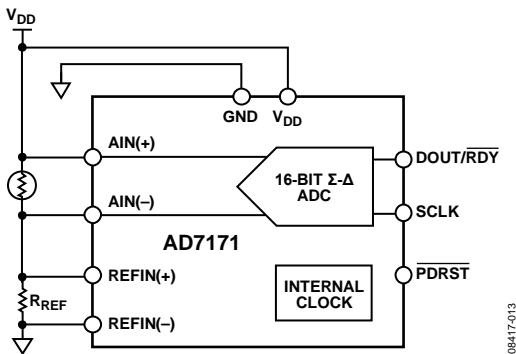 VDD
GND
VDD
AIN(+)
DOUT/RDY
16-BIT Σ-Δ
ADC
AIN(–)
SCLK
AD7171
REFIN(+)
PDRST
INTERNAL
CLOCK
RREF
REFIN(–)
08417-013